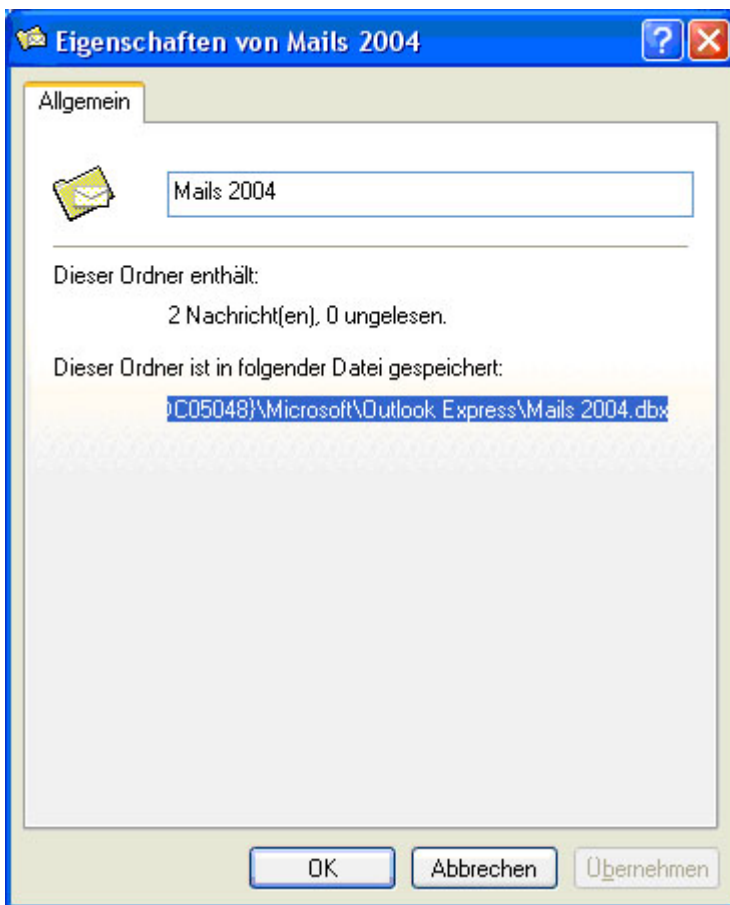 Eigenschaften von Mails 2004
Allgemein
Mails 2004
Dieser Ordner enthält:
2 Nachricht(en), 0 ungelesen.
Dieser Ordner ist in folgender Datei gespeichert:
C05048}\Microsoft\Outlook Express\Mails 2004.dbx
OK
Abbrechen
Übernehmen